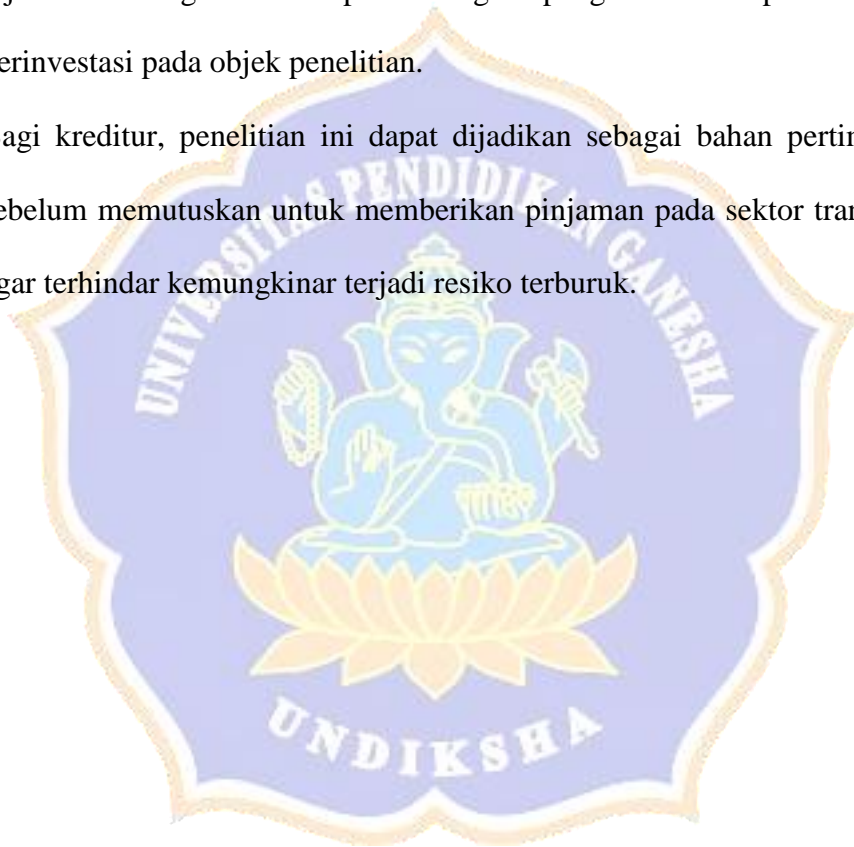 erinvestasi pada objek penelitian.
agi kreditur, penelitian ini dapat dijadikan sebagai bahan pertin
ebelum memutuskan untuk memberikan pinjaman pada sektor tran
gar terhindar kemungkinar terjadi resiko terburuk.
UNIVERSITAS PENDIDIKAN GANESHA
UNDIKSHA